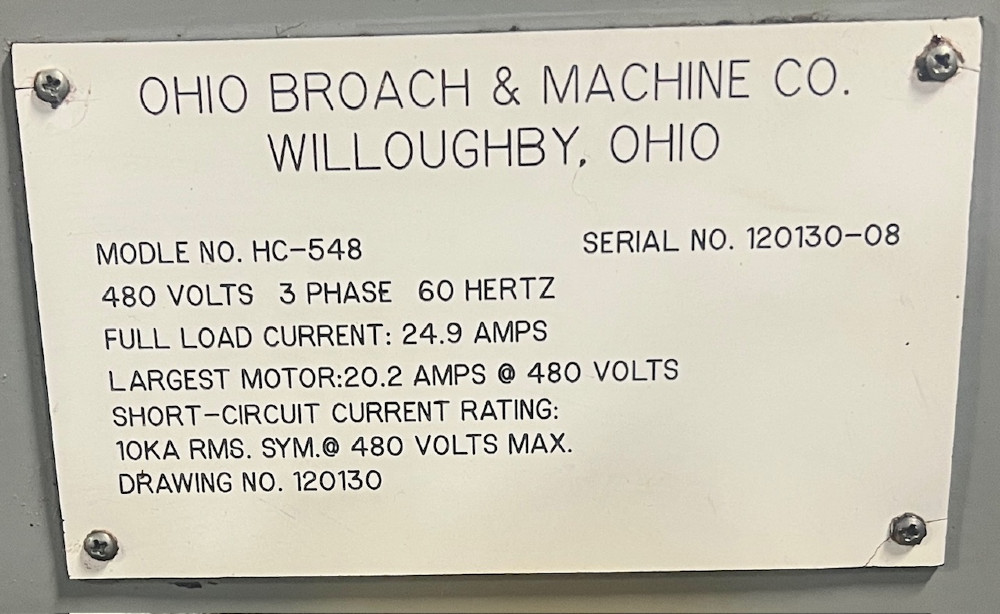 OHIO BROACH & MACHINE CO.
WILLOUGHBY, OHIO
MODLE NO. HC-548 SERIAL NO. 120130-08
480 VOLTS 3 PHASE 60 HERTZ
FULL LOAD CURRENT: 24.9 AMPS
LARGEST MOTOR:20.2 AMPS @ 480 VOLTS
SHORT-CIRCUIT CURRENT RATING:
10KA RMS. SYM.@ 480 VOLTS MAX.
DRAWING NO. 120130